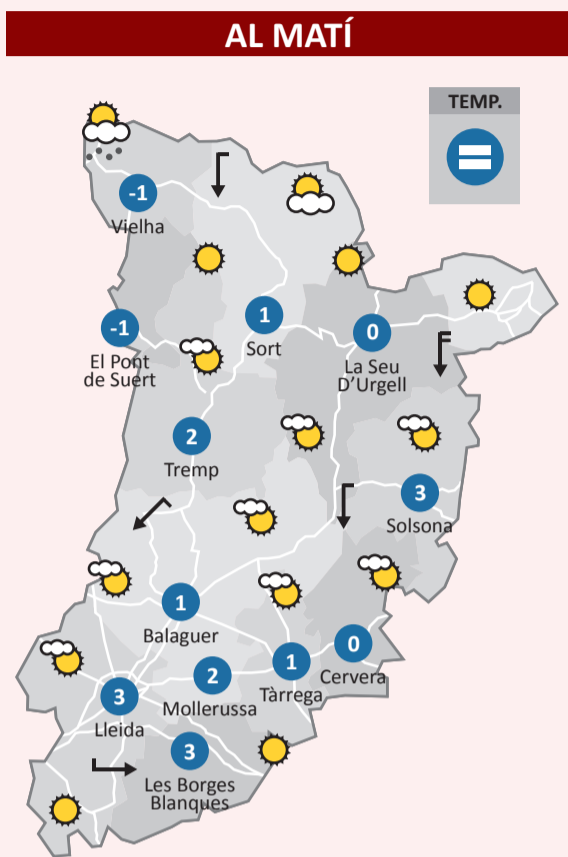 AL MATÍ
TEMP.
-1
Vielha
-1
El Pont
de Suert
1
Sort
0
La Seu
D'Urgell
2
Tremp
3
Solsona
1
Balaguer
0
Cervera
1
Tàrrega
2
Mollerussa
3
Lleida
3
Les Borges
Blanques